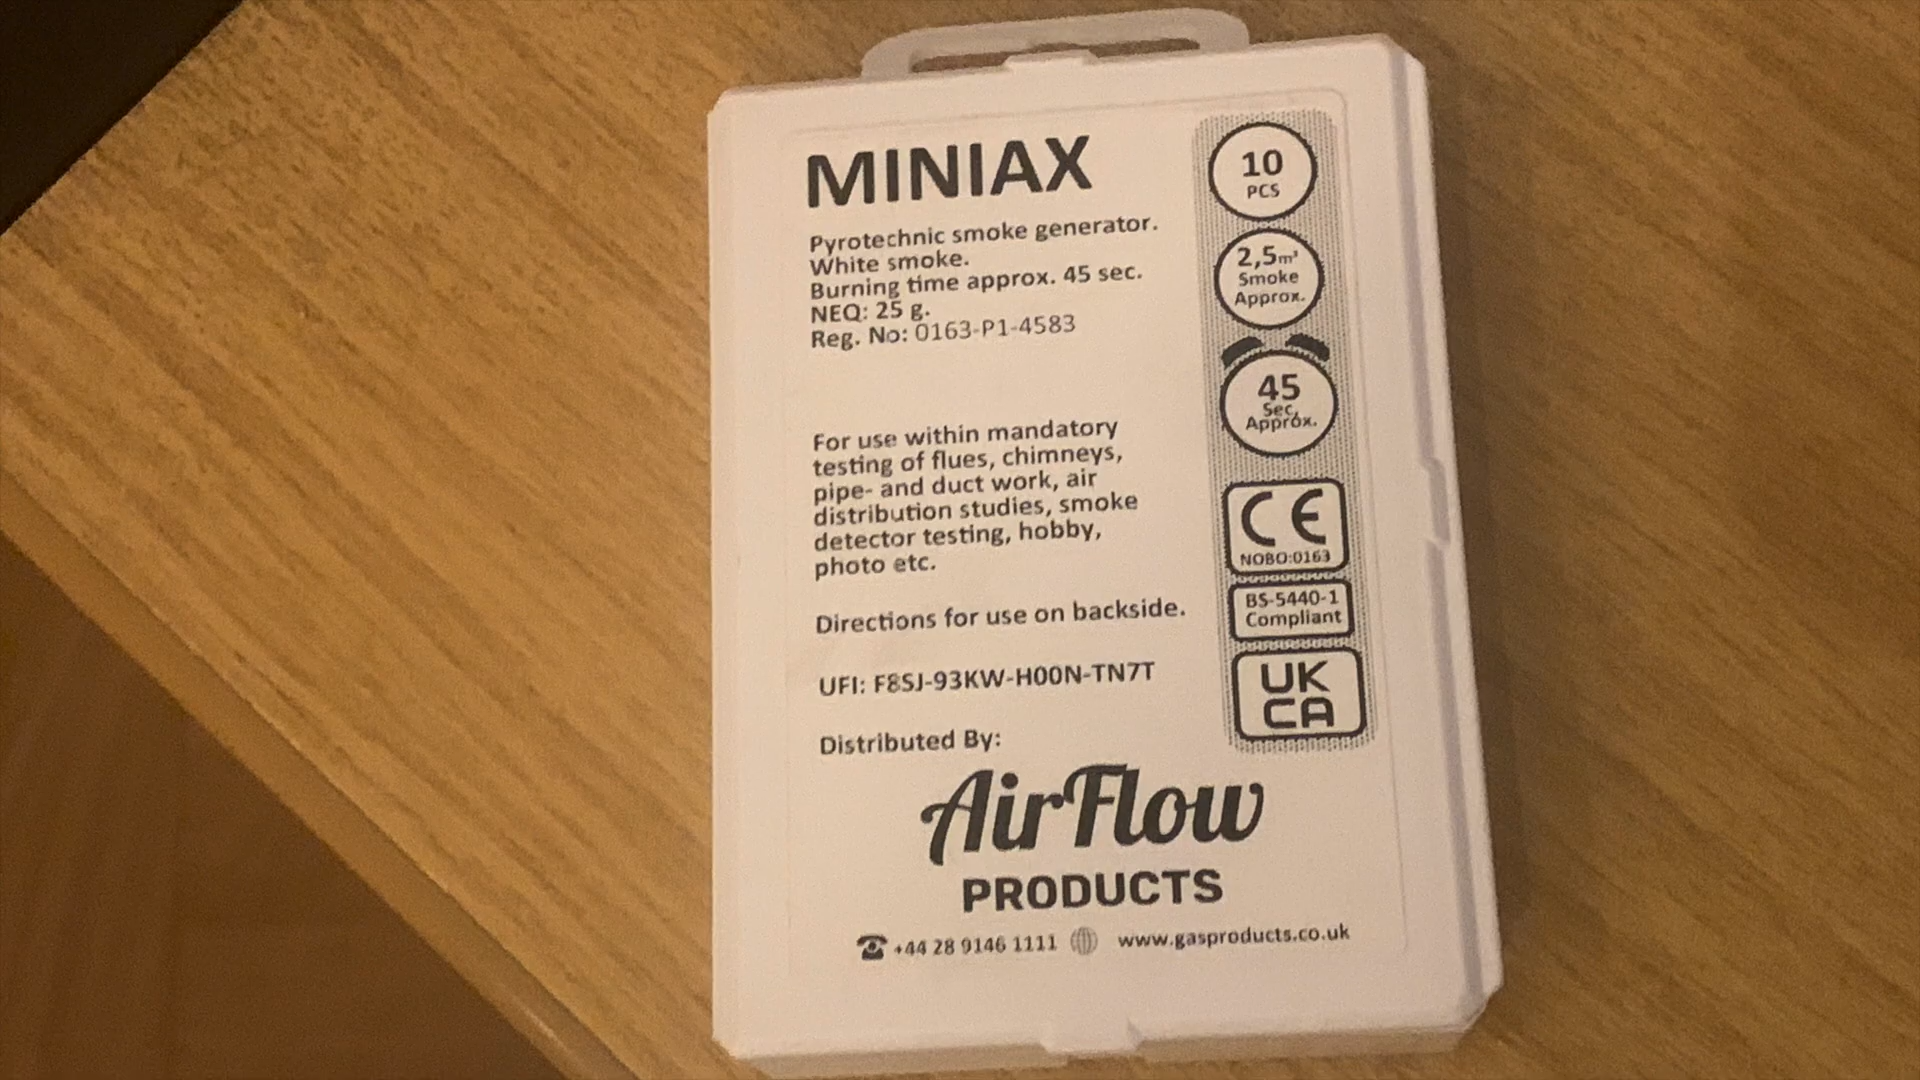 MINIAX
Pyrotechnic smoke generator.
White smoke.
Burning time approx. 45 sec.
NEQ: 25 g.
Reg. No: 0163-P1-4583
For use within mandatory
testing of flues, chimneys,
pipe- and duct work, air
distribution studies, smoke
detector testing, hobby,
photo etc.
Directions for use on backside.
UFI: F8SJ-93KW-H00N-TN7T
Distributed By:
AirFlow
PRODUCTS
+44 28 9146 1111 www.gasproducts.co.uk
10
PCS
2,5m³
Smoke
Approx.
45
Sec.
Approx.
CE
NOBO:0163
BS-5440-1
Compliant
UK
CA